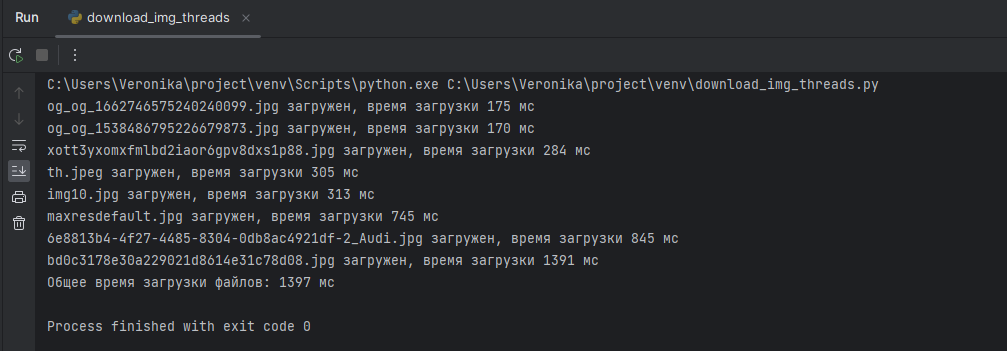 Run
download_img_threads
C:\Users\Veronika\project\venv\Scripts\python.exe C:\Users\Veronika\project\venv\download_img_threads.py
og_og_1662746575240240099.jpg загружен, время загрузки 175 мс
og_og_1538486795226679873.jpg загружен, время загрузки 170 мс
xott3yxomxfmlbd2iaor6gpv8dxs1p88.jpg загружен, время загрузки 284 мс
th.jpeg загружен, время загрузки 305 мс
img10.jpg загружен, время загрузки 313 мс
maxresdefault.jpg загружен, время загрузки 745 мс
6e8813b4-4f27-4485-8304-0db8ac4921df-2_Audi.jpg загружен, время загрузки 845 мс
bd0c3178e30a229021d8614e31c78d08.jpg загружен, время загрузки 1391 мс
Общее время загрузки файлов: 1397 мс
Process finished with exit code 0